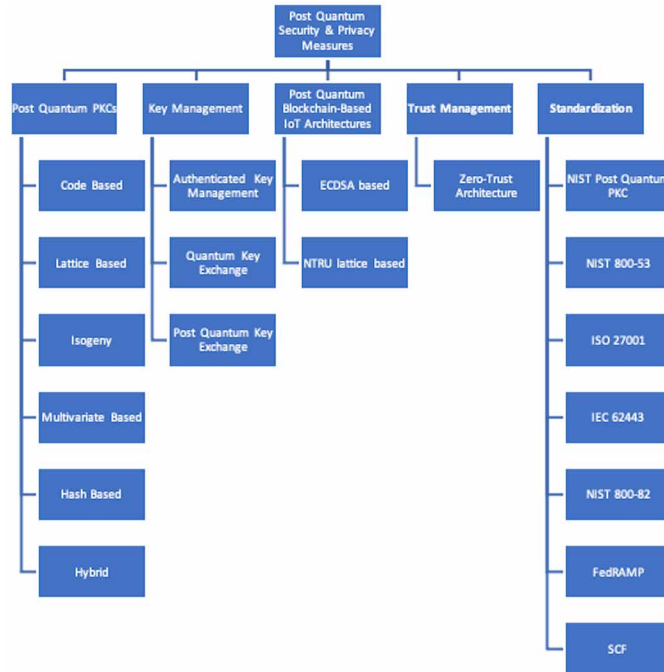 Post Quantum
Security & Privacy
Measures
Post Quantum PKCs
Key Management
Post Quantum
Blockchain-Based
IoT Architectures
Trust Management
Standardization
Code Based
Authenticated Key
Management
ECDSA based
Zero-Trust
Architecture
NIST Post Quantum
PKC
Lattice Based
Quantum Key
Exchange
NTRU lattice based
NIST 800-53
Isogeny
Post Quantum Key
Exchange
ISO 27001
Multivariate Based
IEC 62443
Hash Based
NIST 800-82
Hybrid
FedRAMP
SCF